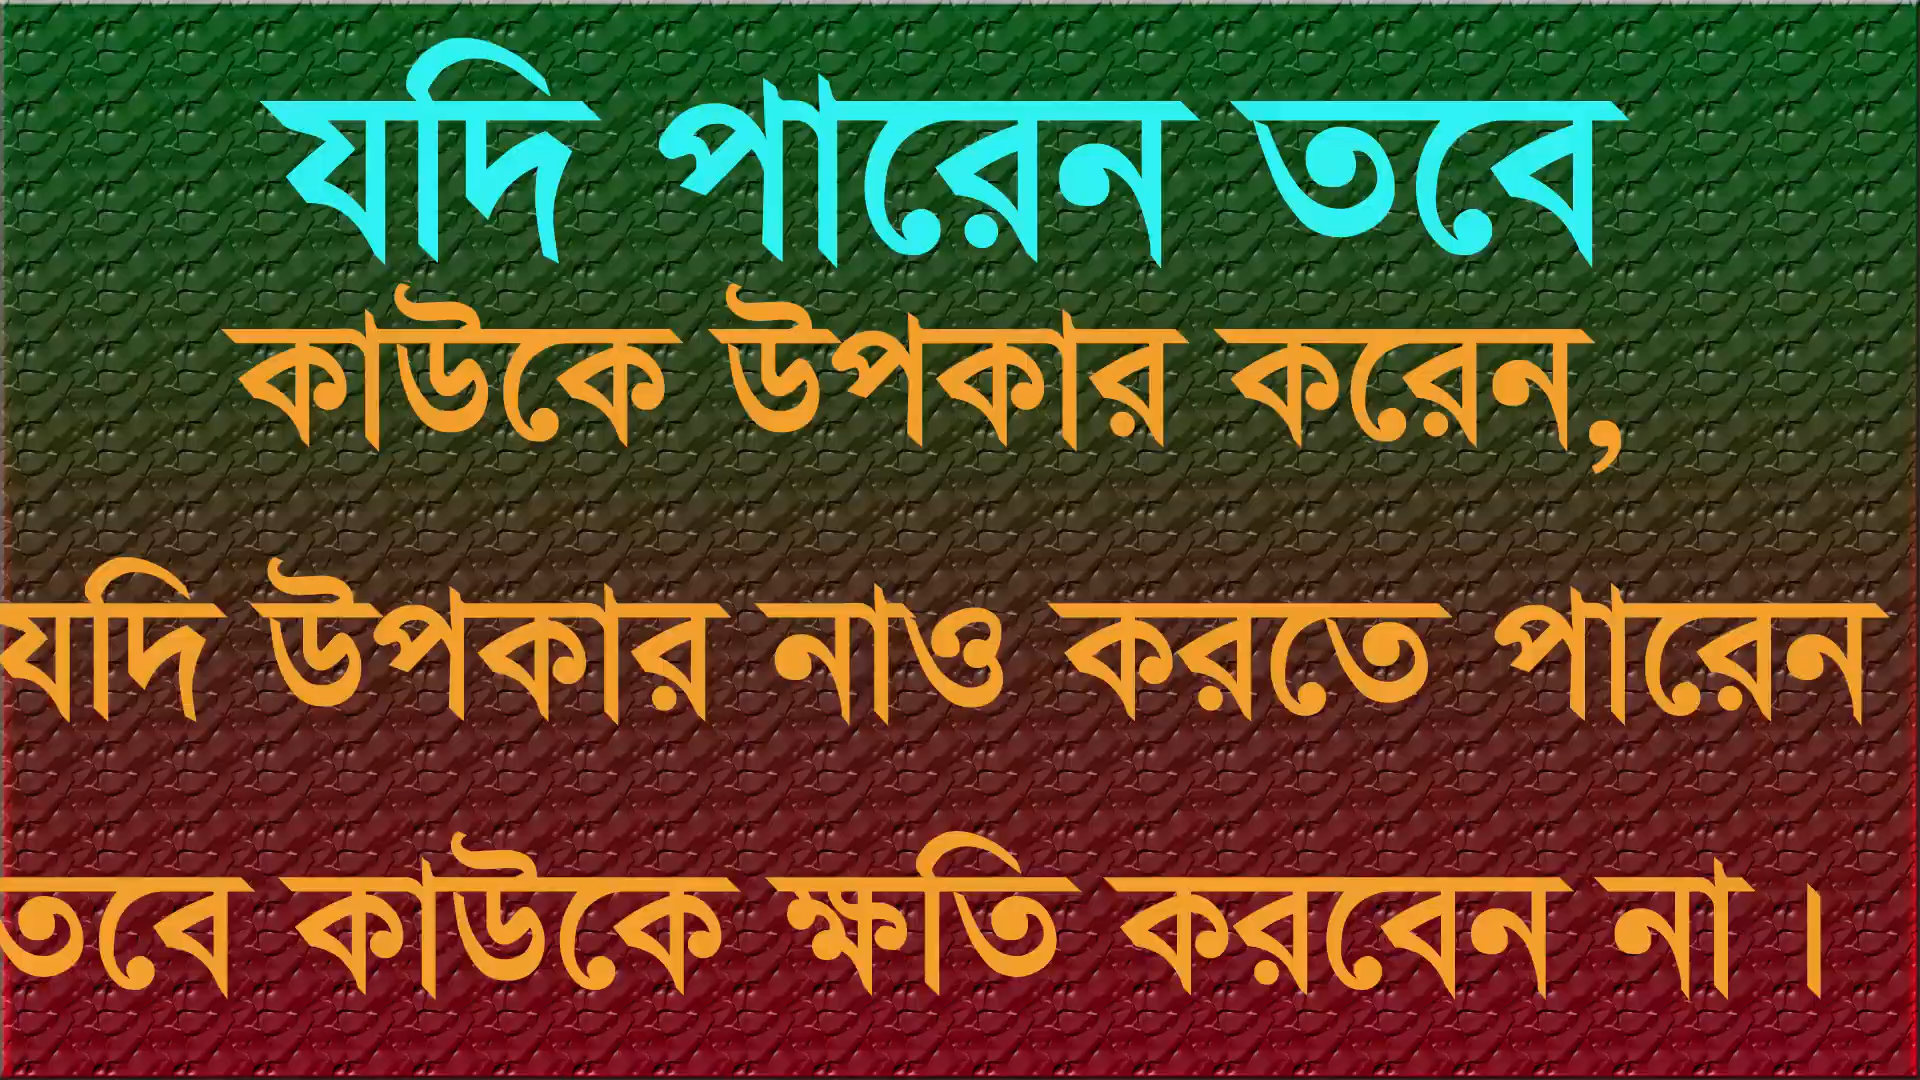 যদি পারেন তবে
কাউকে উপকার করেন,
যদি উপকার নাও করতে পারেন
তবে কাউকে ক্ষতি করবেন না।